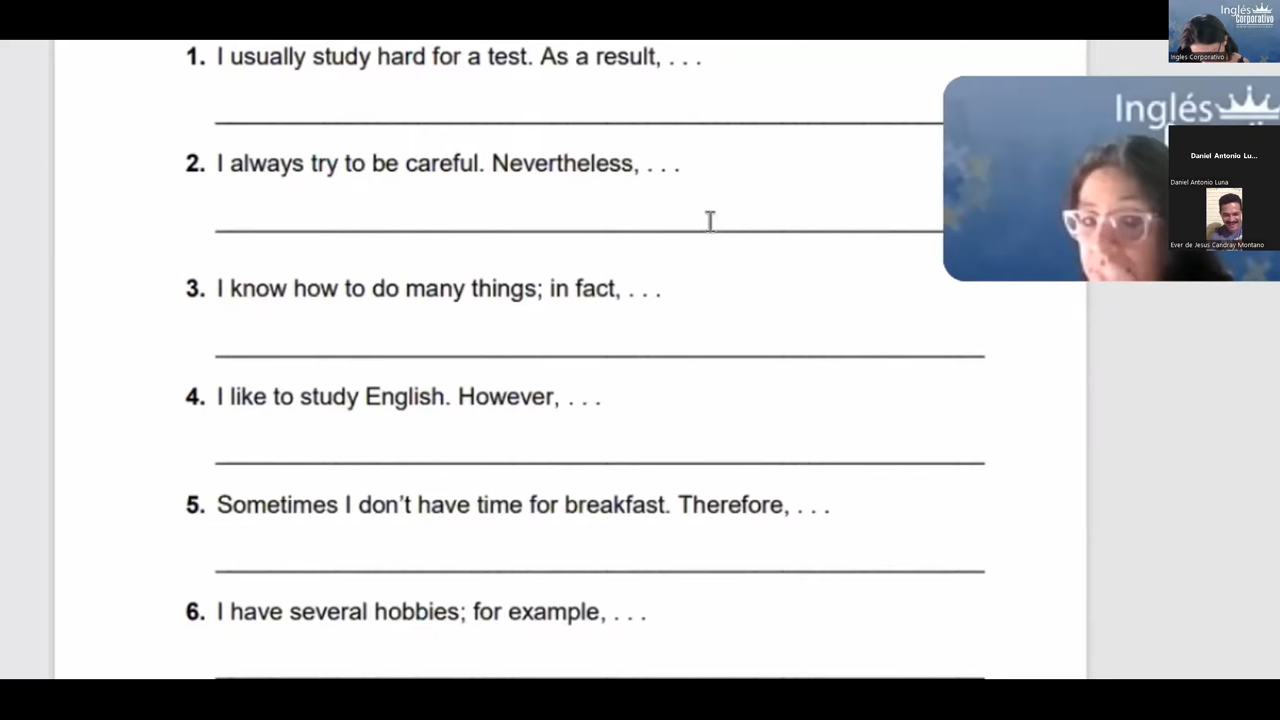 1. I usually study hard for a test. As a result, . . .
2. I always try to be careful. Nevertheless, . . .
3. I know how to do many things; in fact, . . .
4. I like to study English. However, . . .
5. Sometimes I don't have time for breakfast. Therefore, . . .
6. I have several hobbies; for example, . . .
Inglés
Corporativo
Ingles Corporativo
Inglés
Daniel Antonio Lu...
Daniel Antonio Luna
Ever de Jesus Candray Montano